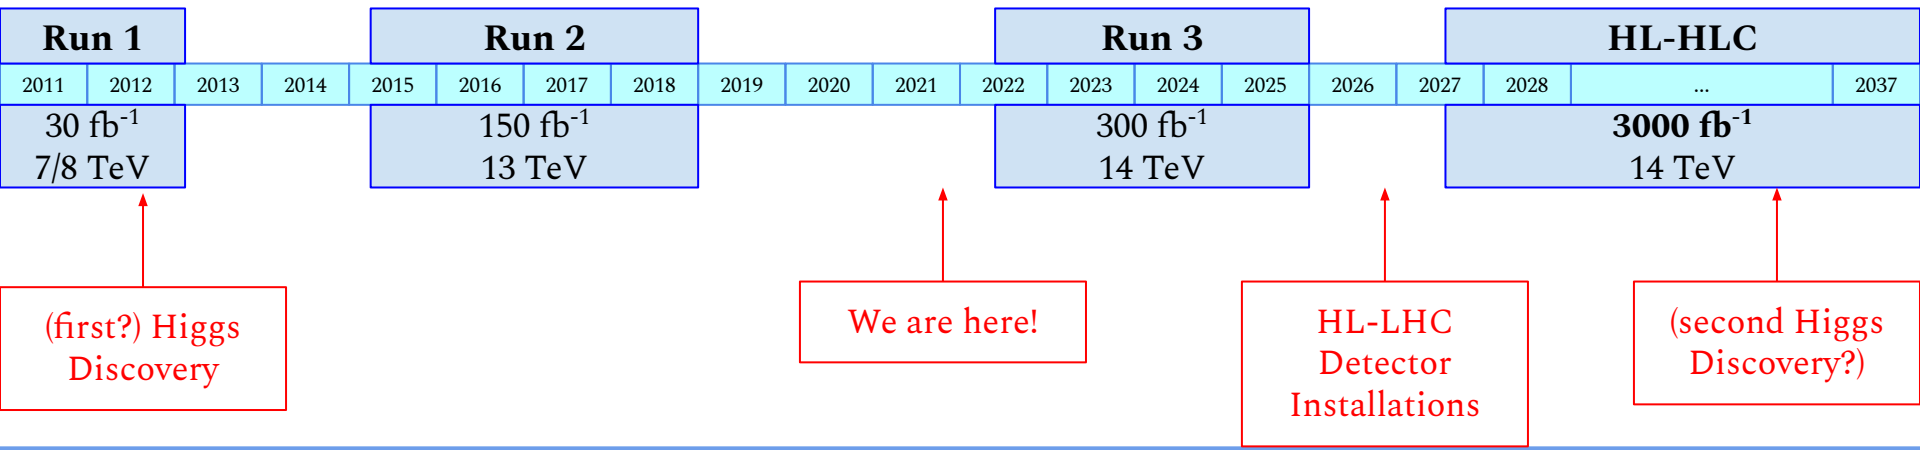 Run 1
Run 2
Run 3
HL-HLC
2011 2012 2013 2014 2015 2016 2017 2018 2019 2020 2021 2022 2023 2024 2025 2026 2027 2028 ... 2037
30 fb⁻¹
7/8 TeV
150 fb⁻¹
13 TeV
300 fb⁻¹
14 TeV
3000 fb⁻¹
14 TeV
(first?) Higgs
Discovery
We are here!
HL-LHC
Detector
Installations
(second Higgs
Discovery?)